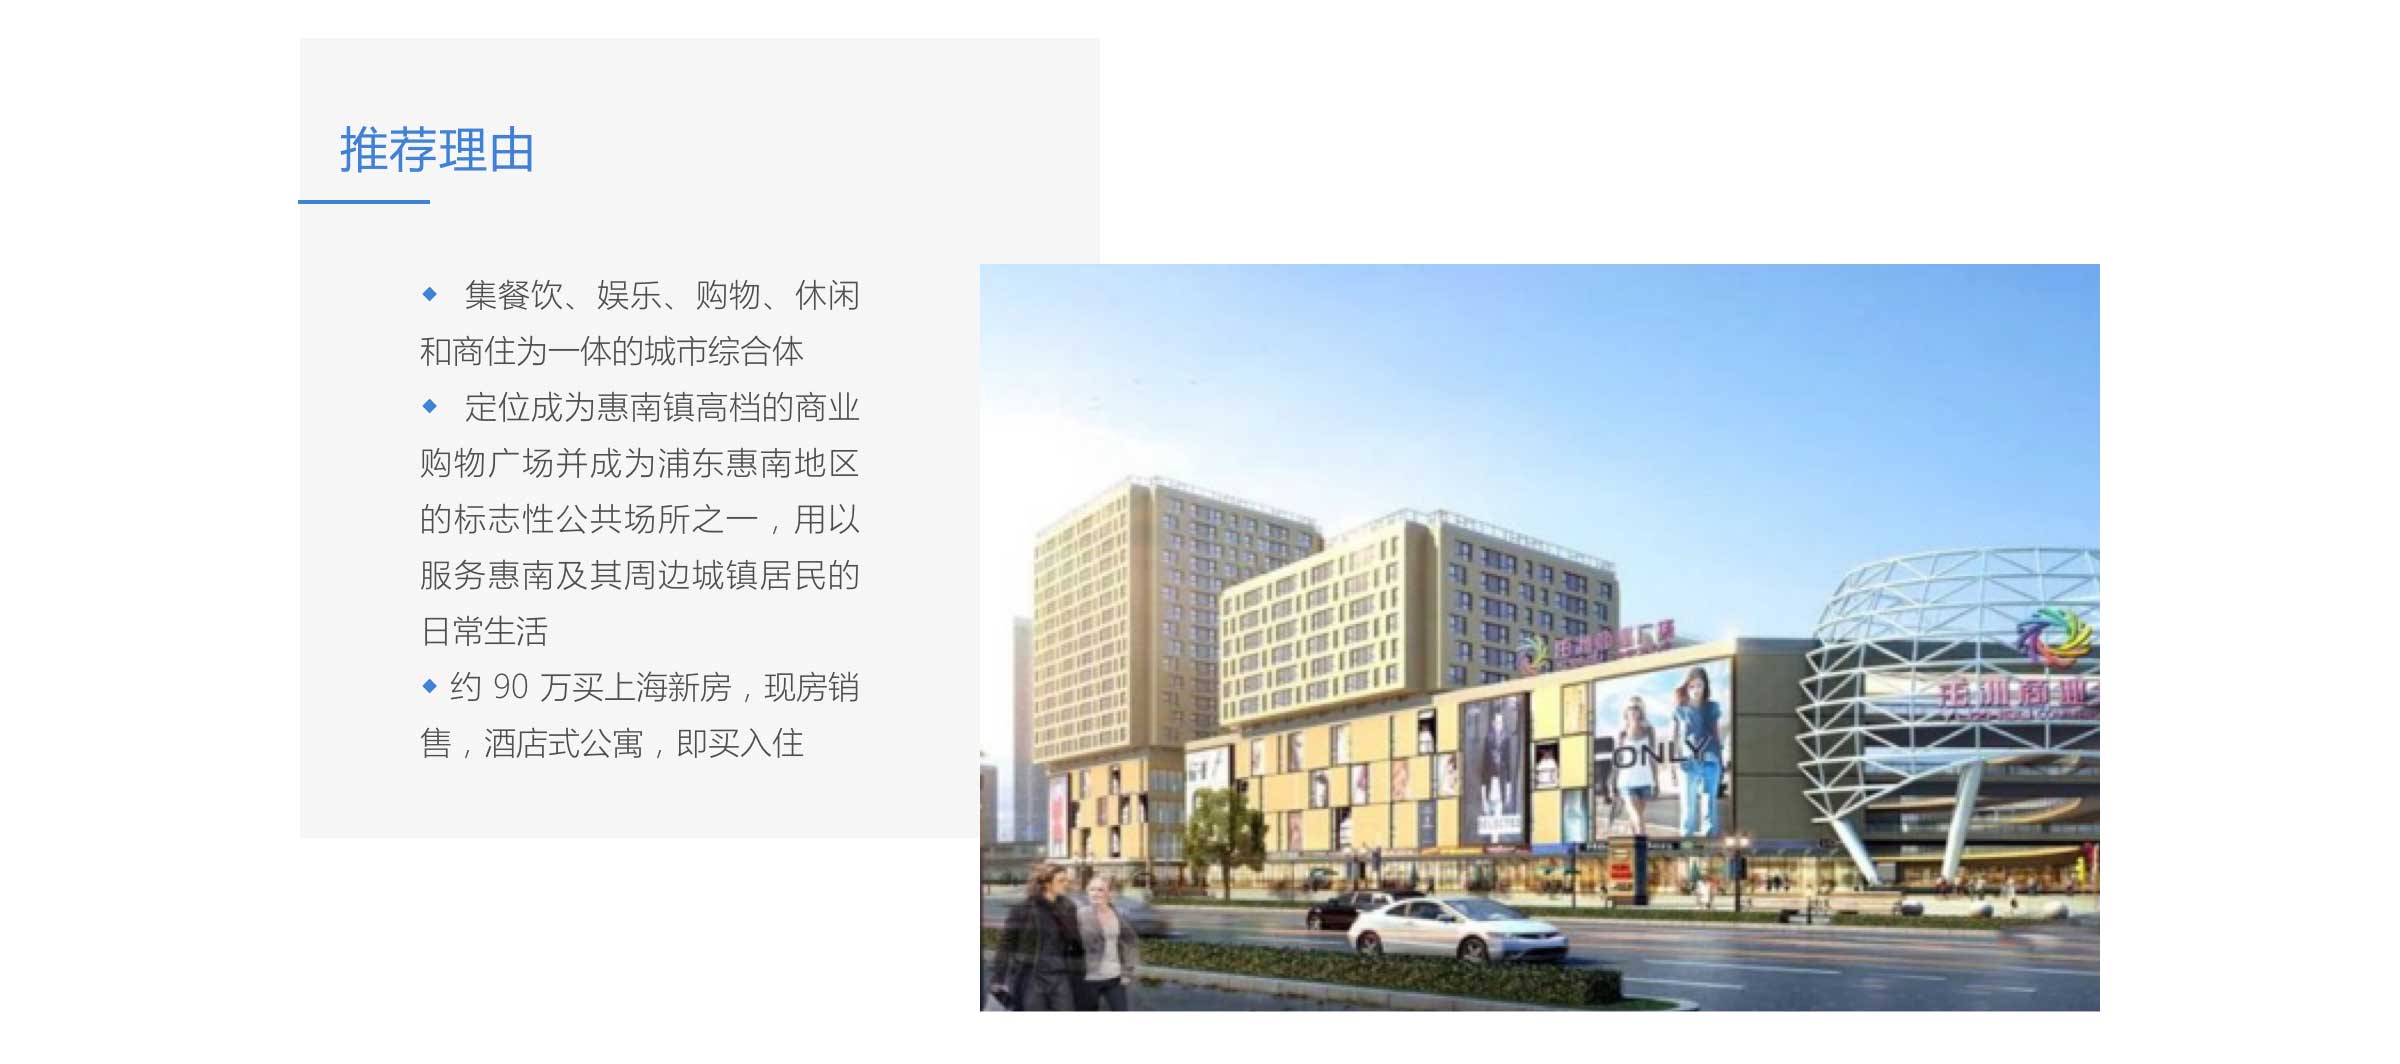 推荐理由
◆ 集餐饮、娱乐、购物、休闲
和商住为一体的城市综合体
◆ 定位成为惠南镇高档的商业
购物广场并成为浦东惠南地区
的标志性公共场所之一，用以
服务惠南及其周边城镇居民的
日常生活
◆ 约 90 万买上海新房，现房销
售，酒店式公寓，即买入住
ONLY
SELECTED